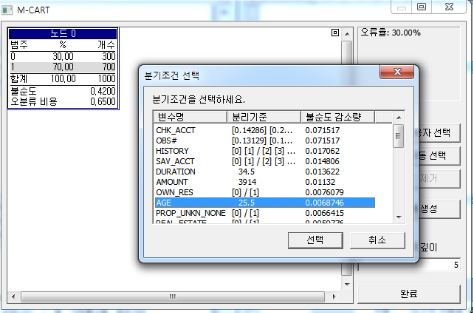 M-CART
노드 0
범주 % 개수
0 30,00 300
1 70,00 700
합계 100,00 1000
불순도 0,4200
오분류 비용 0,6500
오류율: 30.00%
분기조건 선택
분기조건을 선택하세요.
변수명 분리기준 불순도 감소량
CHK_ACCT [0.14286] [0.2... 0.071517
OBS# [0.13129] [0.1... 0.071517
HISTORY [0] [1] / [2] [3] ... 0.017062
SAV_ACCT [0] [1] / [2] [3] ... 0.014806
DURATION 34.5 0.013622
AMOUNT 3914 0.01132
OWN_RES [0] / [1] 0.0076079
AGE 25.5 0.0068746
PROP_UNKN_NONE [0] / [1] 0.0066415
REAL_ESTATE [0] / [1]
선택 취소
선택
선택
제거
생성
깊이
5
완료